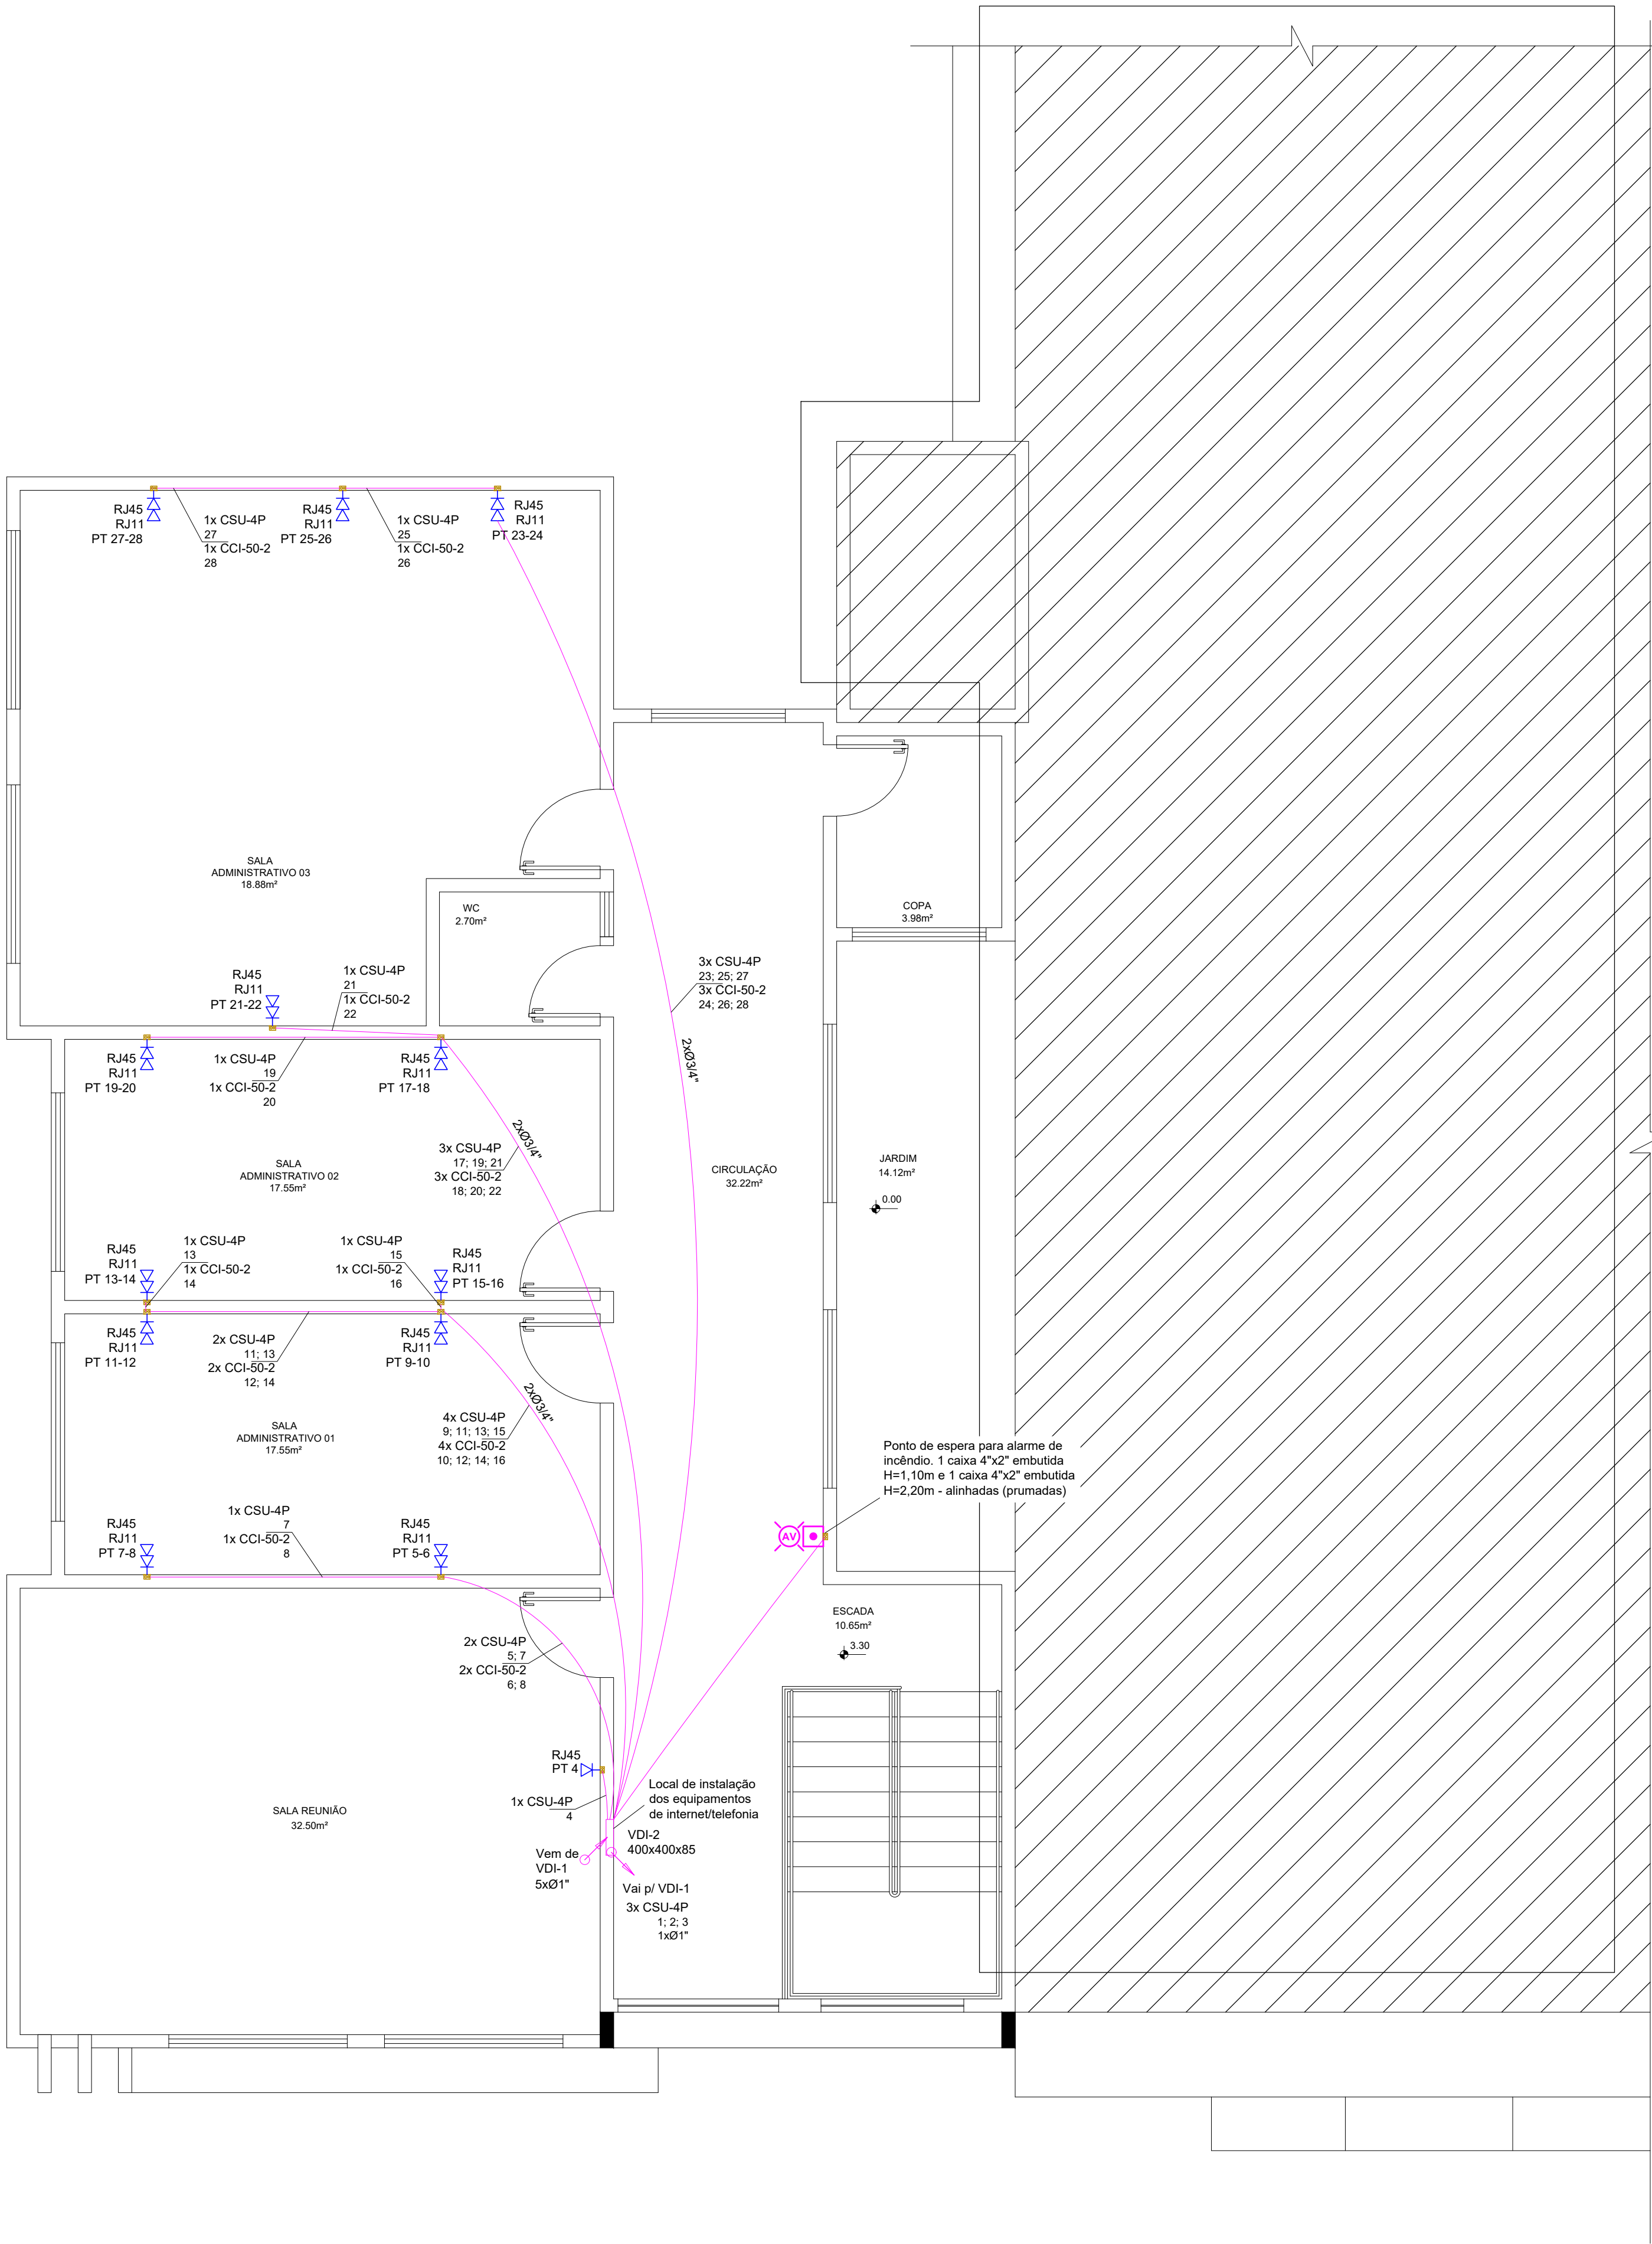 RJ45
RJ11
PT 27-28
1x CSU-4P
27
1x CCI-50-2
28
RJ45
RJ11
PT 25-26
1x CSU-4P
25
1x CCI-50-2
26
RJ45
RJ11
PT 23-24
SALA
ADMINISTRATIVO 03
18.88m²
WC
2.70m²
COPA
3.98m²
RJ45
RJ11
PT 21-22
1x CSU-4P
21
1x CCI-50-2
22
3x CSU-4P
23; 25; 27
3x CCI-50-2
24; 26; 28
2xØ3/4"
RJ45
RJ11
PT 19-20
1x CSU-4P
19
1x CCI-50-2
20
RJ45
RJ11
PT 17-18
2xØ3/4"
3x CSU-4P
17; 19; 21
3x CCI-50-2
18; 20; 22
SALA
ADMINISTRATIVO 02
17.55m²
CIRCULAÇÃO
32.22m²
JARDIM
14.12m²
0.00
RJ45
RJ11
PT 13-14
1x CSU-4P
13
1x CCI-50-2
14
1x CSU-4P
15
1x CCI-50-2
16
RJ45
RJ11
PT 15-16
RJ45
RJ11
PT 11-12
2x CSU-4P
11; 13
2x CCI-50-2
12; 14
RJ45
RJ11
PT 9-10
2xØ3/4"
4x CSU-4P
9; 11; 13; 15
4x CCI-50-2
10; 12; 14; 16
SALA
ADMINISTRATIVO 01
17.55m²
Ponto de espera para alarme de
incêndio. 1 caixa 4"x2" embutida
H=1,10m e 1 caixa 4"x2" embutida
H=2,20m - alinhadas (prumadas)
AV
RJ45
RJ11
PT 7-8
1x CSU-4P
7
1x CCI-50-2
8
RJ45
RJ11
PT 5-6
ESCADA
10.65m²
3.30
2x CSU-4P
5; 7
2x CCI-50-2
6; 8
RJ45
PT 4
1x CSU-4P
4
Local de instalação
dos equipamentos
de internet/telefonia
SALA REUNIÃO
32.50m²
VDI-2
400x400x85
Vem de
VDI-1
5xØ1"
Vai p/ VDI-1
3x CSU-4P
1; 2; 3
1xØ1"